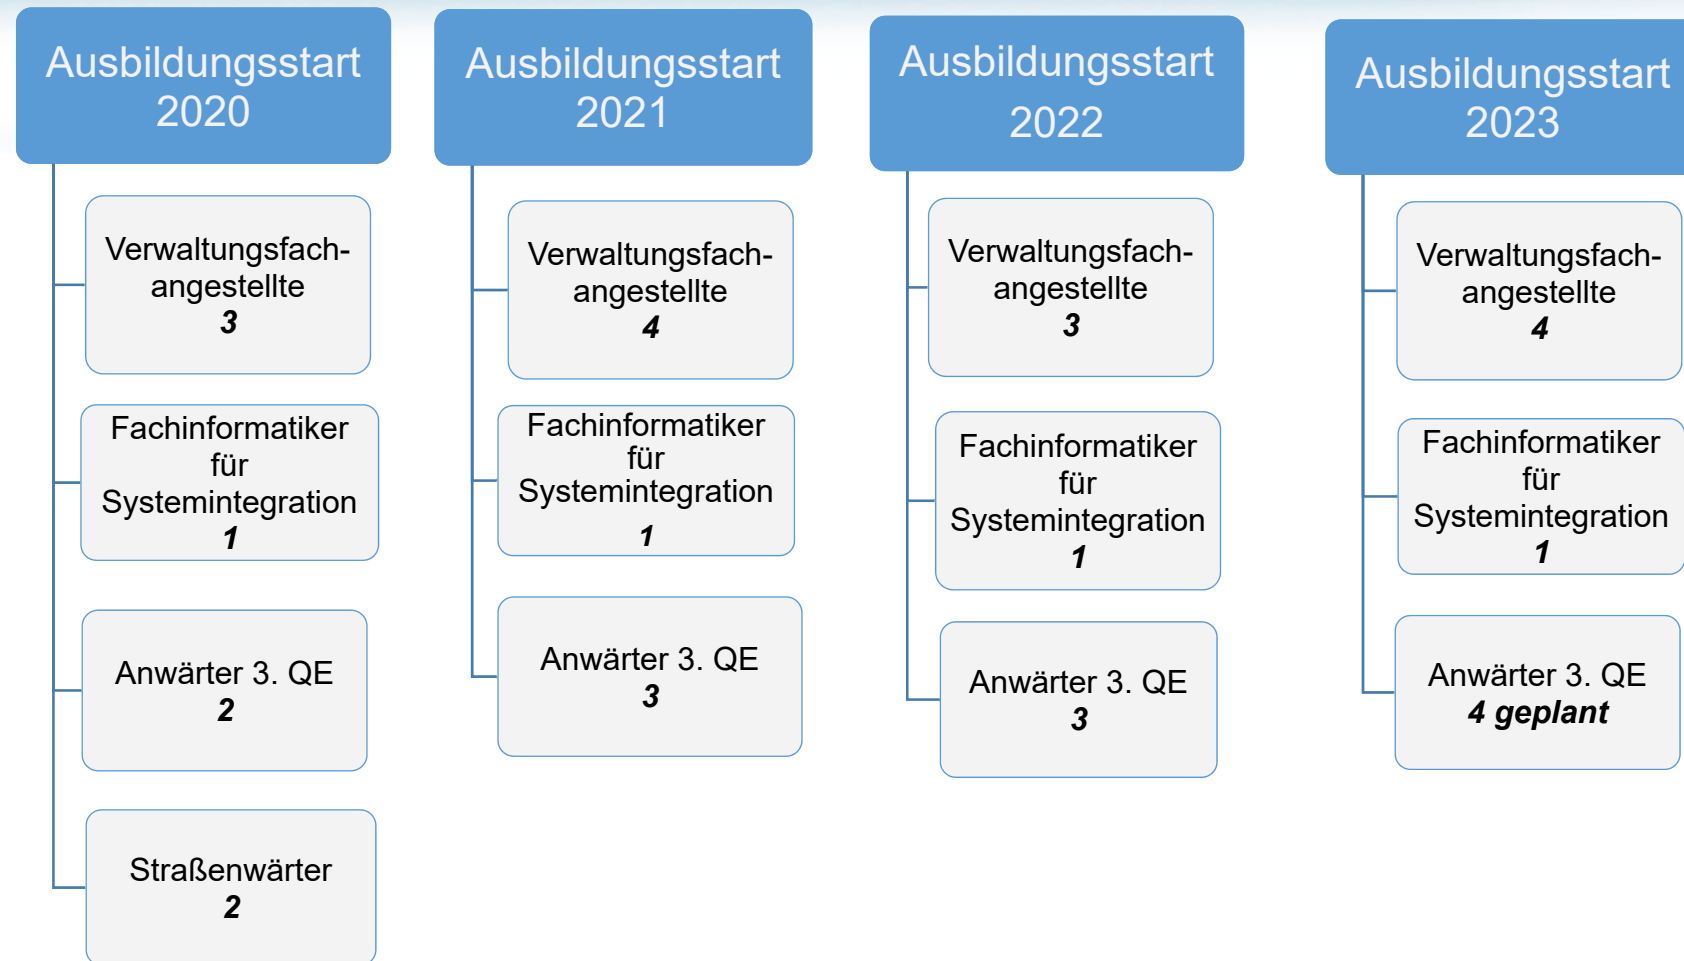 Ausbildungsstart
2020
Verwaltungsfach-
angestellte
3
Fachinformatiker
für
Systemintegration
1
Anwärter 3. QE
2
Straßenwärter
2
Ausbildungsstart
2021
Verwaltungsfach-
angestellte
4
Fachinformatiker
für
Systemintegration
1
Anwärter 3. QE
3
Ausbildungsstart
2022
Verwaltungsfach-
angestellte
3
Fachinformatiker
für
Systemintegration
1
Anwärter 3. QE
3
Ausbildungsstart
2023
Verwaltungsfach-
angestellte
4
Fachinformatiker
für
Systemintegration
1
Anwärter 3. QE
4 geplant